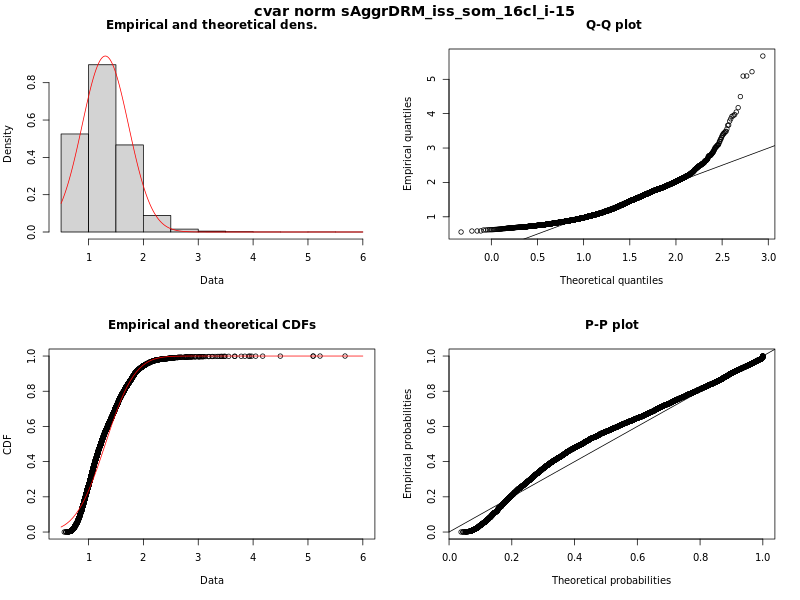 cvar norm sAggrDRM_iss_som_16cl_i-15
Empirical and theoretical dens.
Density
0.0 0.2 0.4 0.6 0.8
1 2 3 4 5 6
Data
Q-Q plot
Empirical quantiles
1 2 3 4 5
0.0 0.5 1.0 1.5 2.0 2.5 3.0
Theoretical quantiles
Empirical and theoretical CDFs
CDF
0.0 0.2 0.4 0.6 0.8 1.0
1 2 3 4 5 6
Data
P-P plot
Empirical probabilities
0.0 0.2 0.4 0.6 0.8 1.0
0.0 0.2 0.4 0.6 0.8 1.0
Theoretical probabilities